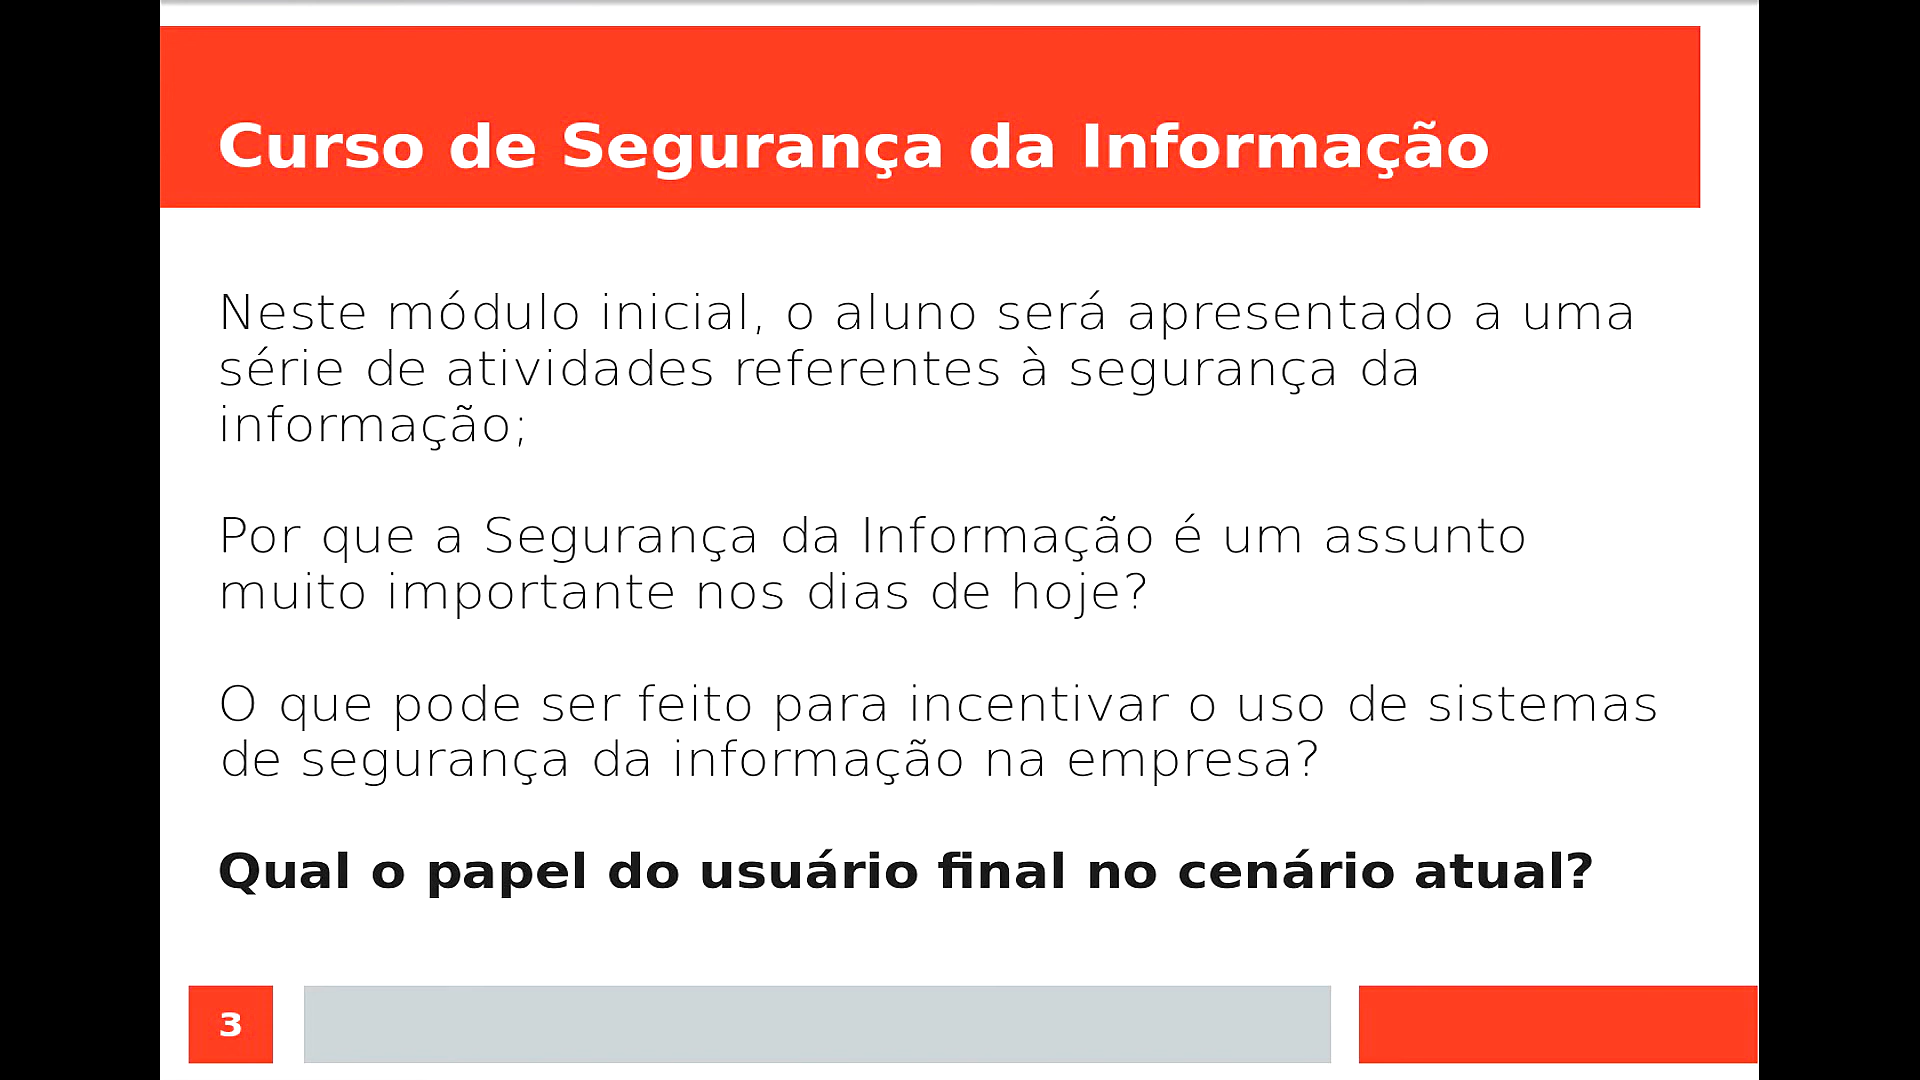 Curso de Segurança da Informação
Neste módulo inicial, o aluno será apresentado a uma
série de atividades referentes à segurança da
informação;
Por que a Segurança da Informação é um assunto
muito importante nos dias de hoje?
O que pode ser feito para incentivar o uso de sistemas
de segurança da informação na empresa?
Qual o papel do usuário final no cenário atual?
3